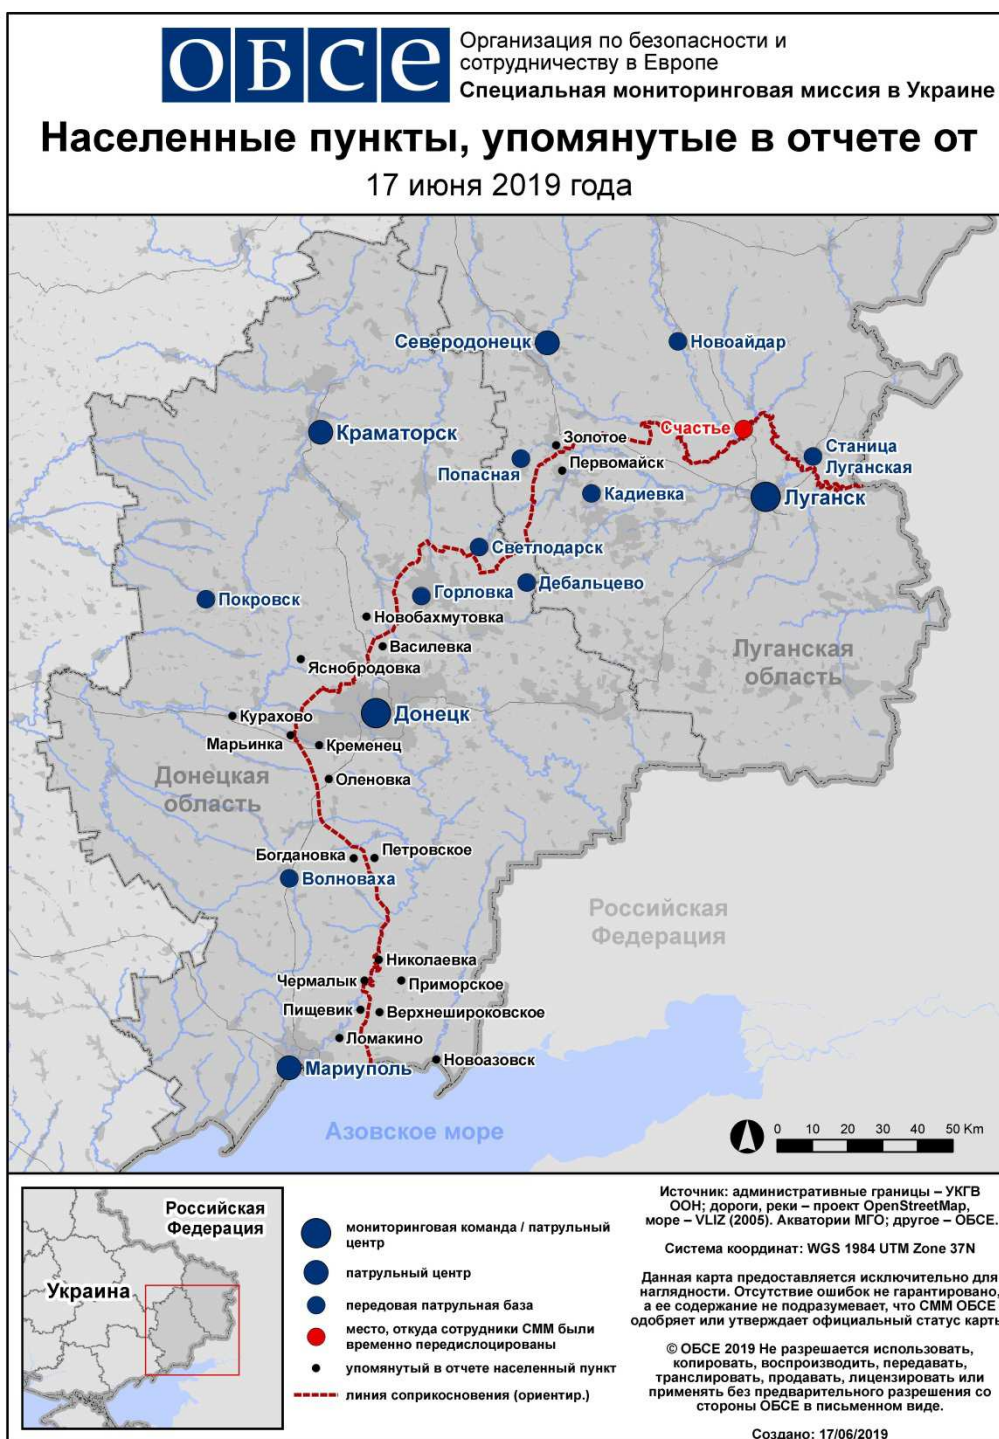 ОБСЕ
Организация по безопасности и
сотрудничеству в Европе
Специальная мониторинговая миссия в Украине
Населенные пункты, упомянутые в отчете от
17 июня 2019 года
Северодонецк
Новоайдар
Краматорск
Золотое
Счастье
Станица
Луганская
Попасная
Первомайск
Кадиевка
Луганск
Светлодарск
Дебальцево
Горловка
Покровск
Новобахмутовка
Василевка
Яснобродовка
Луганская
область
Курахово
Донецк
Марьинка
Кременец
Донецкая
область
Оленовка
Богдановка
Петровское
Волноваха
Российская
Федерация
Николаевка
Чермалык
Приморское
Пищевик
Верхнешироковское
Ломакино
Новоазовск
Мариуполь
Азовское море
0 10 20 30 40 50 Km
Российская
Федерация
Украина
мониторинговая команда / патрульный
центр
патрульный центр
передовая патрульная база
место, откуда сотрудники СММ были
временно передислоцированы
упомянутый в отчете населенный пункт
линия соприкосновения (ориентир.)
Источник: административные границы – УКГВ
ООН; дороги, реки – проект OpenStreetMap,
море – VLIZ (2005). Акватории МГО; другое – ОБСЕ.
Система координат: WGS 1984 UTM Zone 37N
Данная карта предоставляется исключительно для
наглядности. Отсутствие ошибок не гарантировано,
а ее содержание не подразумевает, что СММ ОБСЕ
одобряет или утверждает официальный статус карты
© ОБСЕ 2019 Не разрешается использовать,
копировать, воспроизводить, передавать,
транслировать, продавать, лицензировать или
применять без предварительного разрешения со
стороны ОБСЕ в письменном виде.
Создано: 17/06/2019